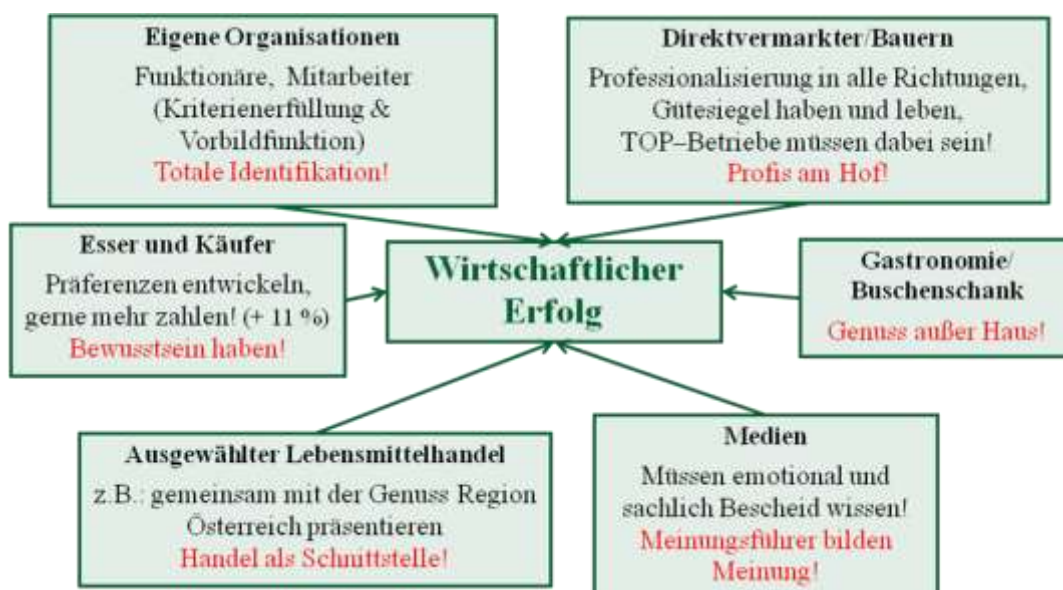 Eigene Organisationen
Funktionäre, Mitarbeiter
(Kriterienerfüllung &
Vorbildfunktion)
Totale Identifikation!
Direktvermarkter/Bauern
Professionalisierung in alle Richtungen,
Gütesiegel haben und leben,
TOP–Betriebe müssen dabei sein!
Profis am Hof!
Esser und Käufer
Präferenzen entwickeln,
gerne mehr zahlen! (+ 11 %)
Bewusstsein haben!
Wirtschaftlicher
Erfolg
Gastronomie/
Buschenschank
Genuss außer Haus!
Ausgewählter Lebensmittelhandel
z.B.: gemeinsam mit der Genuss Region
Österreich präsentieren
Handel als Schnittstelle!
Medien
Müssen emotional und
sachlich Bescheid wissen!
Meinungsführer bilden
Meinung!